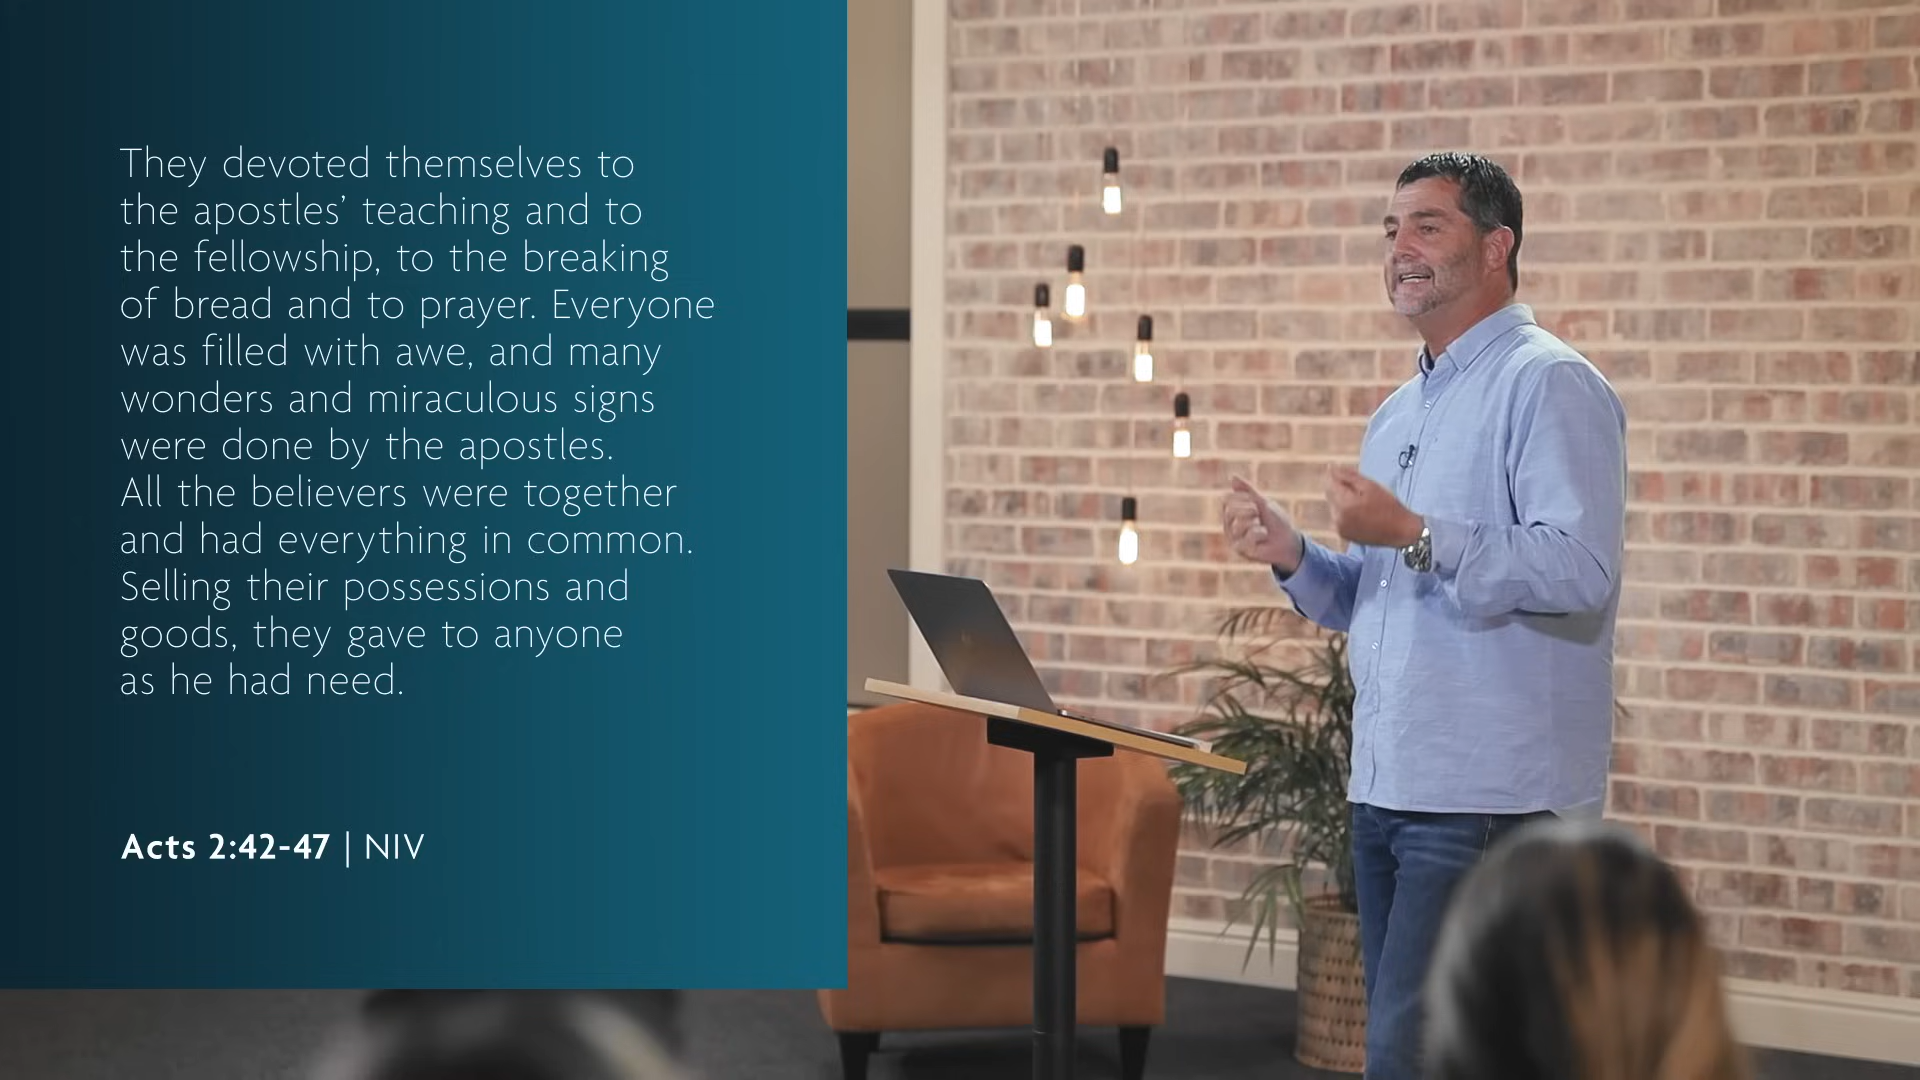 They devoted themselves to
the apostles’ teaching and to
the fellowship, to the breaking
of bread and to prayer. Everyone
was filled with awe, and many
wonders and miraculous signs
were done by the apostles.
All the believers were together
and had everything in common.
Selling their possessions and
goods, they gave to anyone
as he had need.
Acts 2:42-47 | NIV